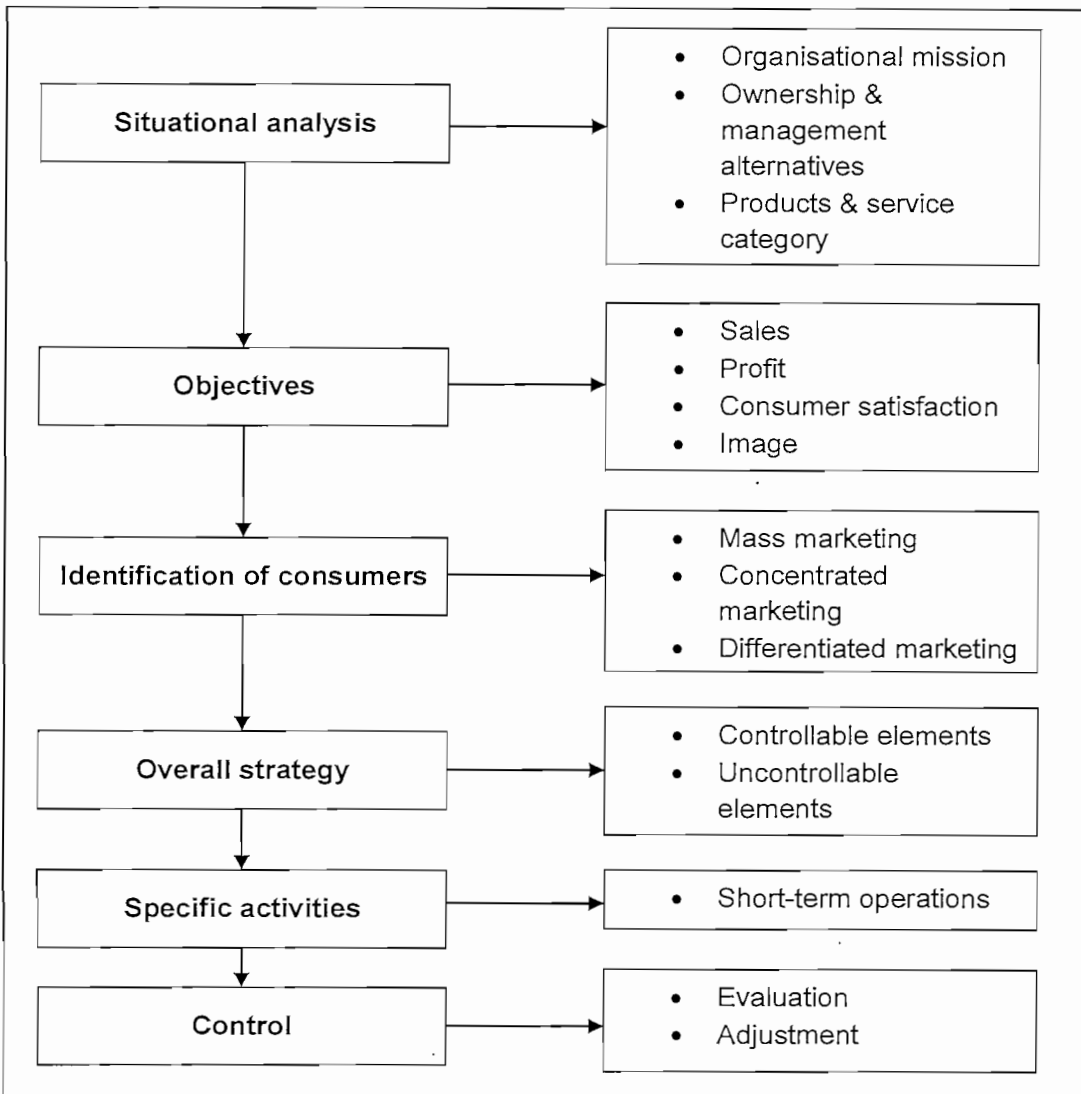 Situational analysis
• Organisational mission
• Ownership &
management
alternatives
• Products & service
category
Objectives
• Sales
• Profit
• Consumer satisfaction
• Image
Identification of consumers
• Mass marketing
• Concentrated
marketing
• Differentiated marketing
Overall strategy
• Controllable elements
• Uncontrollable
elements
Specific activities
• Short-term operations
Control
• Evaluation
• Adjustment